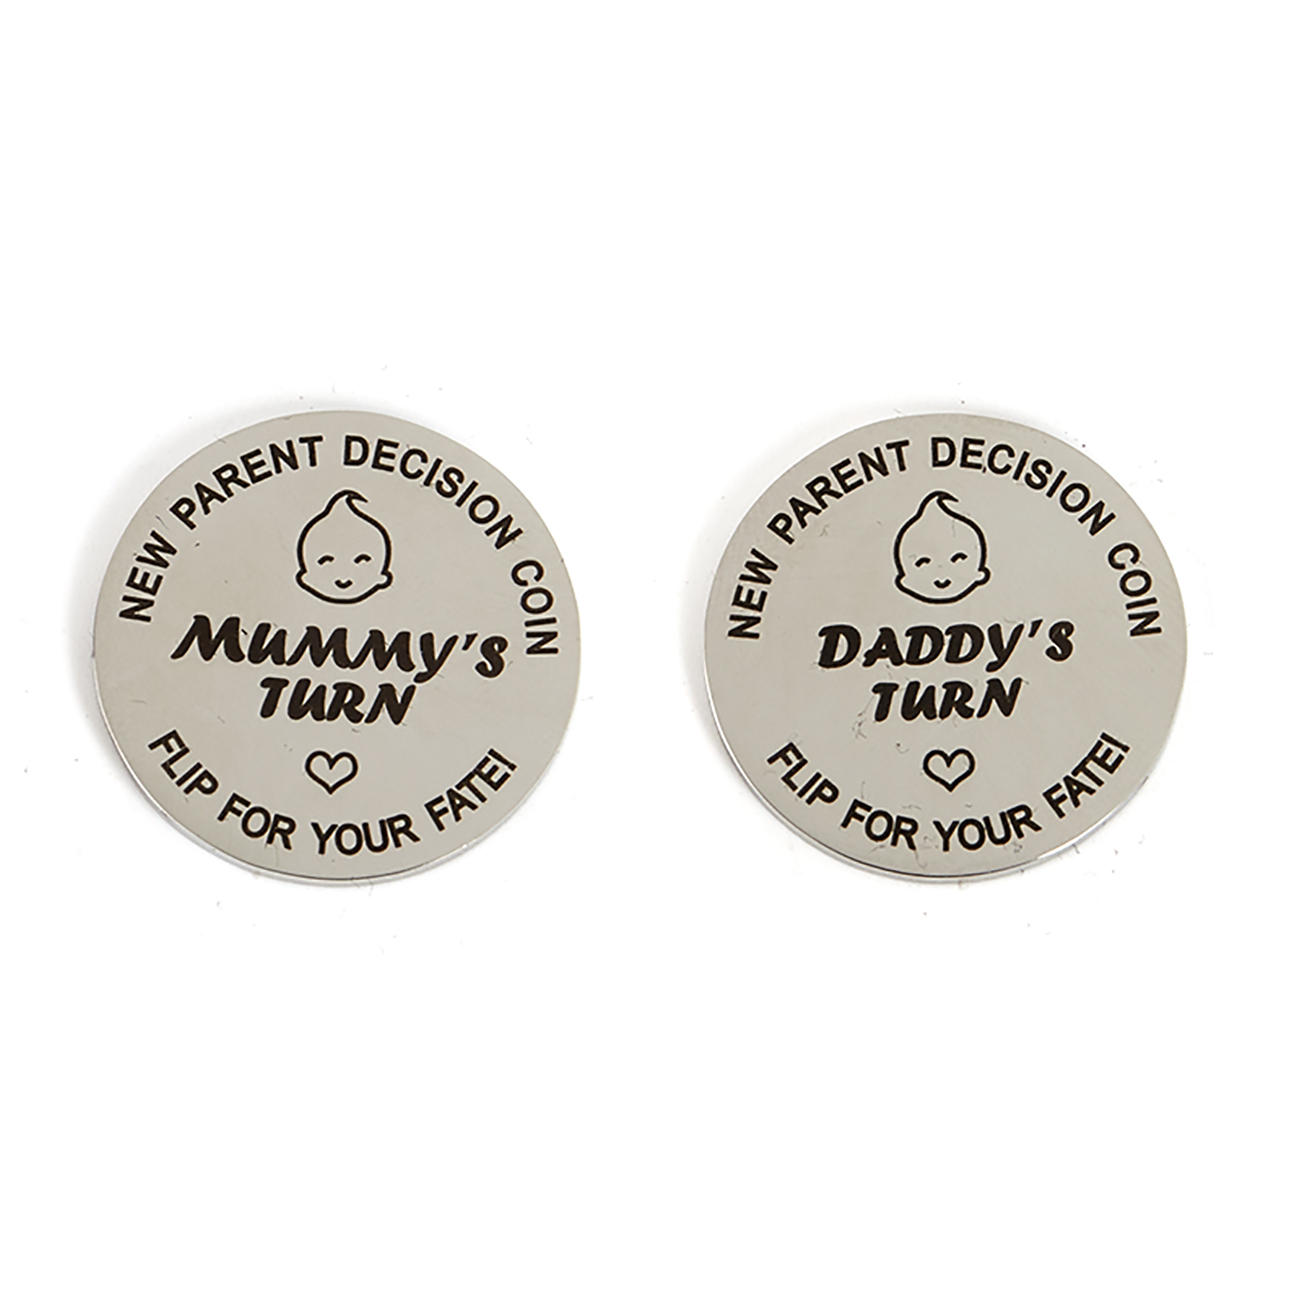 NEW PARENT DECISION COIN
MUMMY'S
TURN
FLIP FOR YOUR FATE!
NEW PARENT DECISION COIN
DADDY'S
TURN
FLIP FOR YOUR FATE!